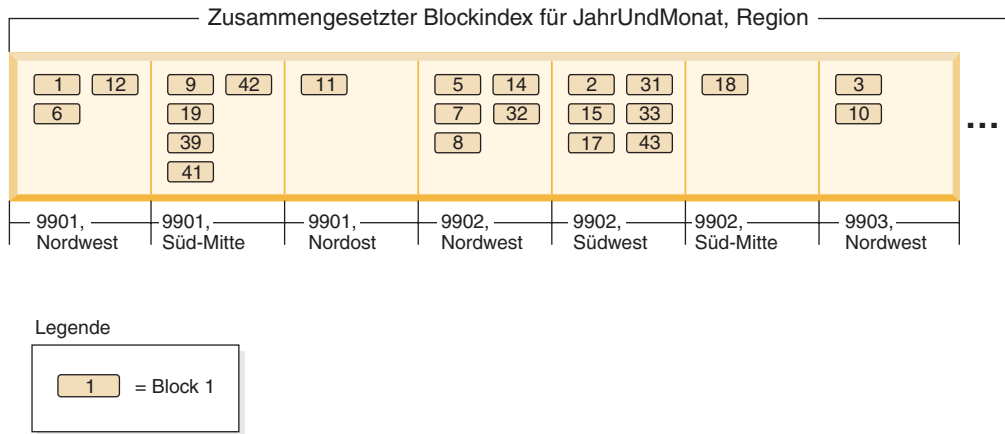 Zusammengesetzter Blockindex für JahrUndMonat, Region
1 12 9 42 11 5 14 2 31 18 3
6 19 7 32 15 33 10
39 8 17 43
41
...
9901, 9901, 9901, 9902, 9902, 9902, 9903,
Nordwest Süd-Mitte Nordost Nordwest Südwest Süd-Mitte Nordwest
Legende
1 = Block 1